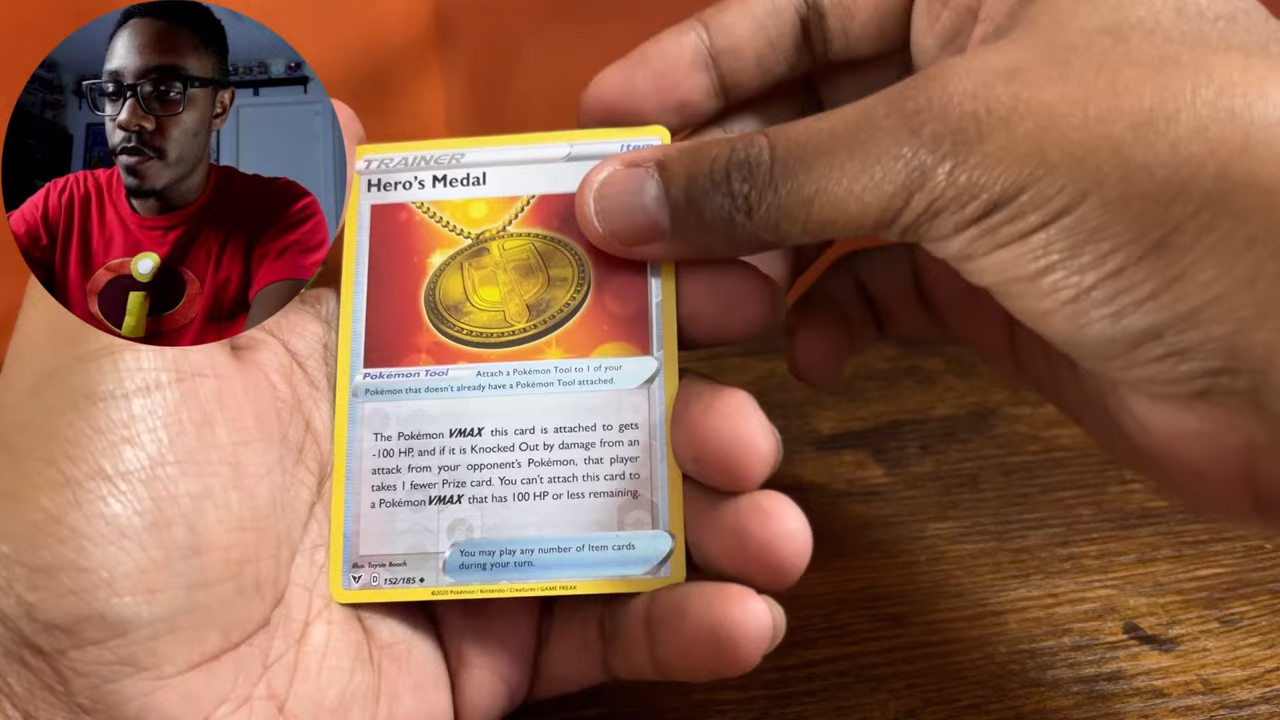 TRAINER
Item
Hero's Medal
Pokémon Tool Attach a Pokémon Tool to 1 of your
Pokémon that doesn't already have a Pokémon Tool attached.
The Pokémon VMAX this card is attached to gets
-100 HP, and if it is Knocked Out by damage from an
attack from your opponent's Pokémon, that player
takes 1 fewer Prize card. You can't attach this card to
a Pokémon VMAX that has 100 HP or less remaining.
You may play any number of Item cards
during your turn.
Illus. Toyste Beach
D 152/185
©2020 Pokémon / Nintendo / Creatures / GAME FREAK